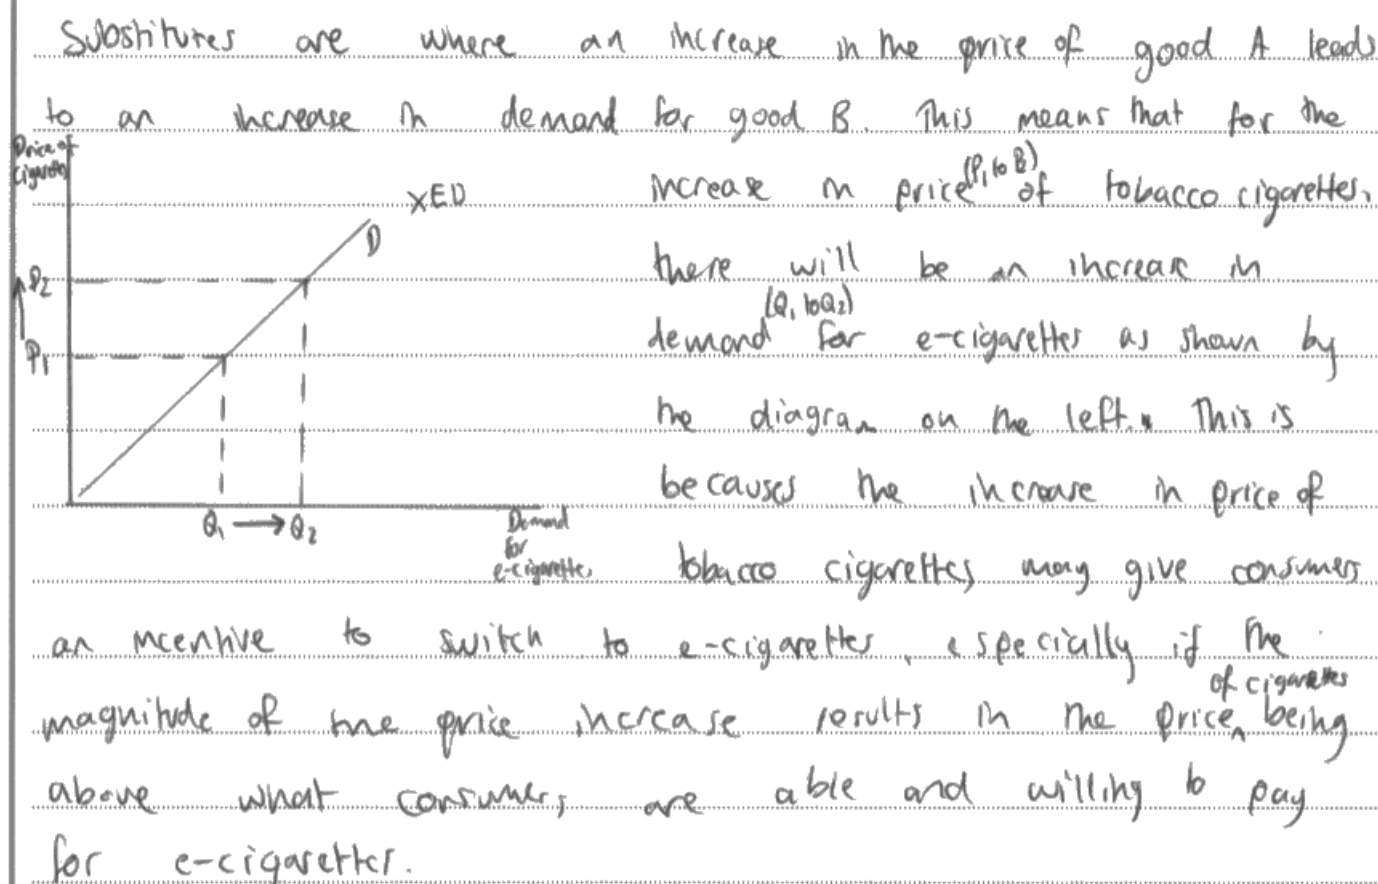 Substitutes are where an increase in the price of good A leads
to an increase in demand for good B. This means that for the
Price of
cigarettes
XED
D
P2
P1
Q1 → Q2
Demand
for
e-cigarettes
increase in price (P1 to P2) of tobacco cigarettes,
there will be an increase in
demand (Q1 to Q2) for e-cigarettes as shown by
the diagram on the left. This is
becauses the increase in price of
tobacco cigarettes may give consumers
an incentive to switch to e-cigarettes, especially if the
magnitude of the price increase results in the price of cigarettes being
above what consumers are able and willing to pay
for e-cigarettes.